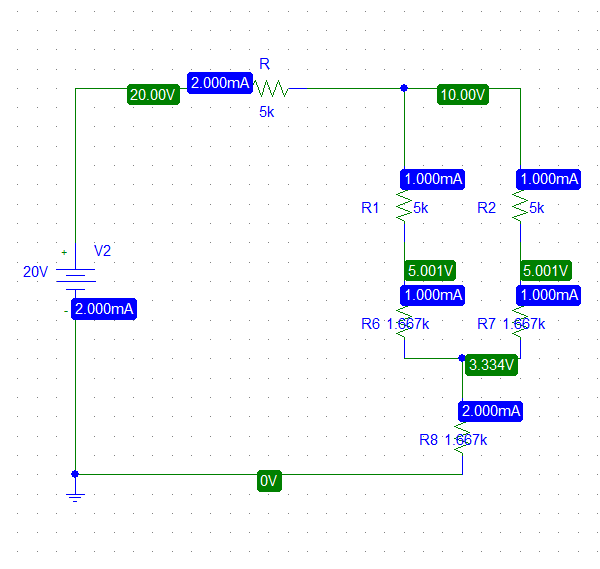 R
2.000mA
20.00V
10.00V
5k
1.000mA
1.000mA
R1
5k
R2
5k
+
V2
20V
5.001V
5.001V
-
2.000mA
1.000mA
1.000mA
R6
1.667k
R7
1.667k
3.334V
2.000mA
R8
1.667k
0V